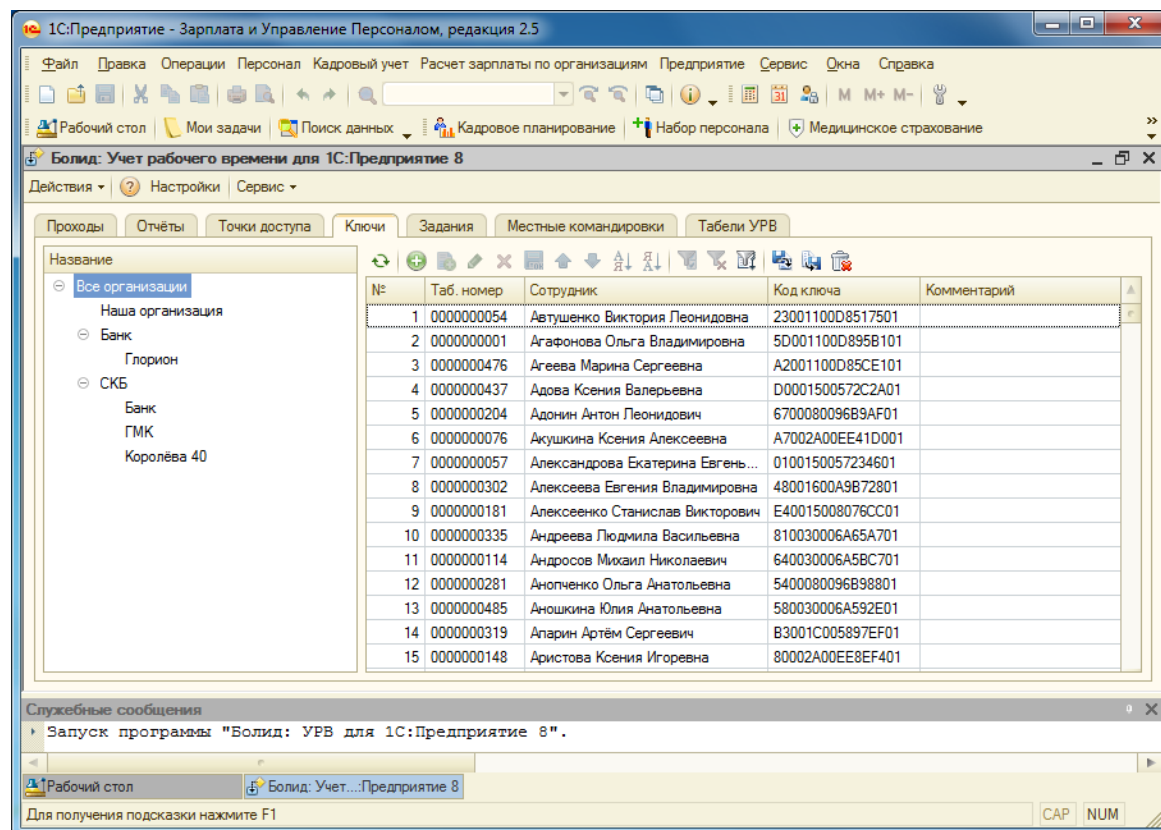 1С:Предприятие - Зарплата и Управление Персоналом, редакция 2.5
Файл Правка Операции Персонал Кадровый учет Расчет зарплаты по организациям Предприятие Сервис Окна Справка
M M+ M-
Рабочий стол Мои задачи Поиск данных Кадровое планирование Набор персонала Медицинское страхование
Болид: Учет рабочего времени для 1С:Предприятие 8
Действия Настройки Сервис
Проходы Отчёты Точки доступа Ключи Задания Местные командировки Табели УРВ
Название
Все организации
Наша организация
Банк
Глорион
СКБ
Банк
ГМК
Королёва 40
№ Таб. номер Сотрудник Код ключа Комментарий
1 0000000054 Автушенко Виктория Леонидовна 23001100D8517501
2 0000000001 Агафонова Ольга Владимировна 5D001100D895B101
3 0000000476 Агеева Марина Сергеевна A2001100D85CE101
4 0000000437 Адова Ксения Валерьевна D0001500572C2A01
5 0000000204 Адонин Антон Леонидович 6700080096B9AF01
6 0000000076 Акушкина Ксения Алексеевна A7002A00EE41D001
7 0000000057 Александрова Екатерина Евгень... 0100150057234601
8 0000000302 Алексеева Евгения Владимировна 48001600A9B72801
9 0000000181 Алексеенко Станислав Викторович E40015008076CC01
10 0000000335 Андреева Людмила Васильевна 810030006A65A701
11 0000000114 Андросов Михаил Николаевич 640030006A5BC701
12 0000000281 Анопченко Ольга Анатольевна 5400080096B98801
13 0000000485 Аношкина Юлия Анатольевна 580030006A592E01
14 0000000319 Апарин Артём Сергеевич B3001C005897EF01
15 0000000148 Аристова Ксения Игоревна 80002A00EE8EF401
Служебные сообщения
Запуск программы "Болид: УРВ для 1С:Предприятие 8".
Рабочий стол Болид: Учет...:Предприятие 8
Для получения подсказки нажмите F1 CAP NUM